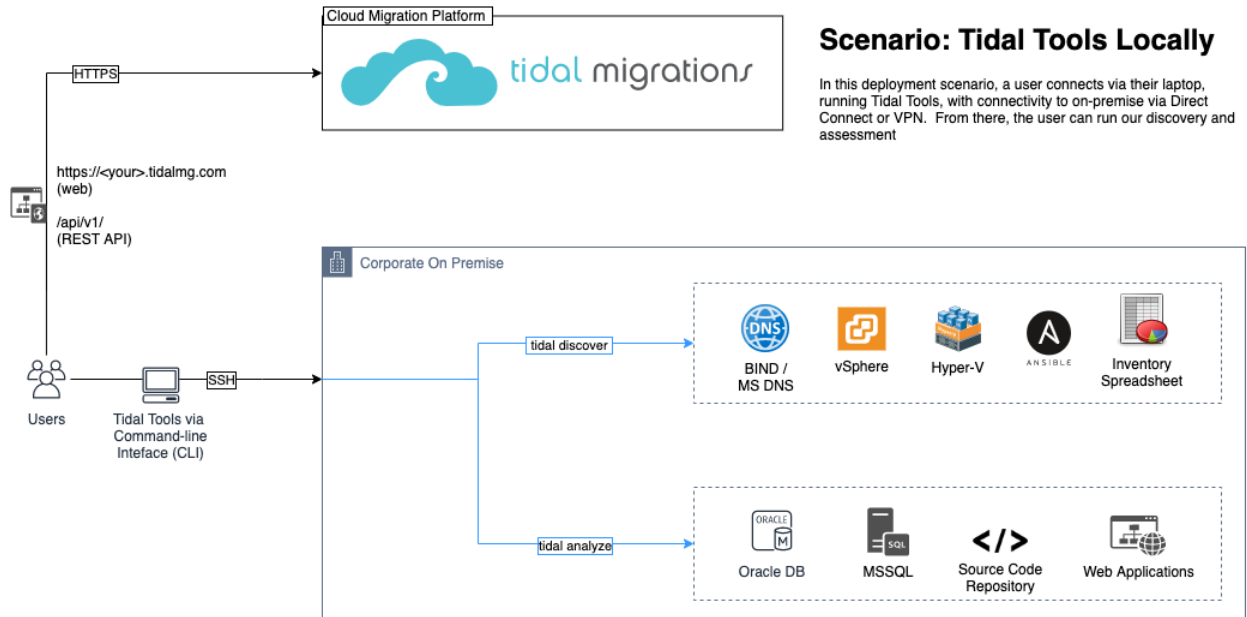 Cloud Migration Platform
tidal migrations
Scenario: Tidal Tools Locally
In this deployment scenario, a user connects via their laptop,
running Tidal Tools, with connectivity to on-premise via Direct
Connect or VPN. From there, the user can run our discovery and
assessment
HTTPS
https://<your>.tidalmg.com
(web)
/api/v1/
(REST API)
Users
Tidal Tools via
Command-line
Inteface (CLI)
SSH
Corporate On Premise
tidal discover
DNS
BIND /
MS DNS
vSphere
Hyper-V
ANSIBLE
Inventory
Spreadsheet
tidal analyze
ORACLE
M
Oracle DB
SQL
MSSQL
</>
Source Code
Repository
Web Applications